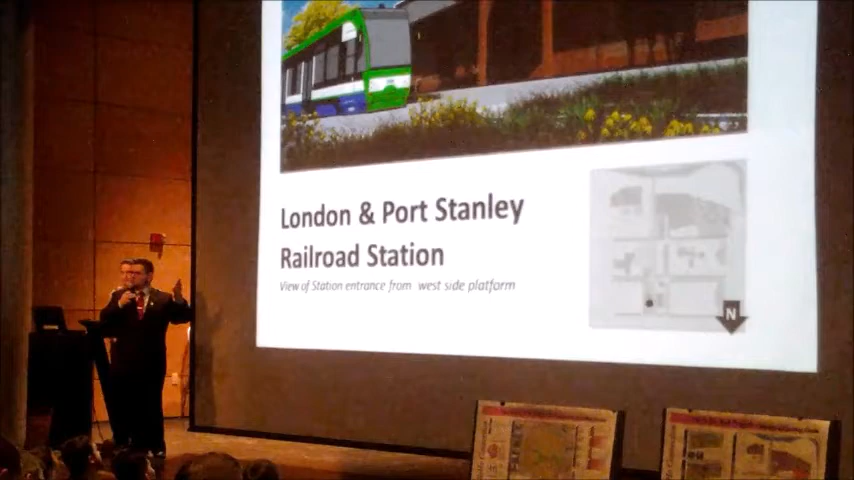 London & Port Stanley
Railroad Station
View of Station entrance from west side platform
N